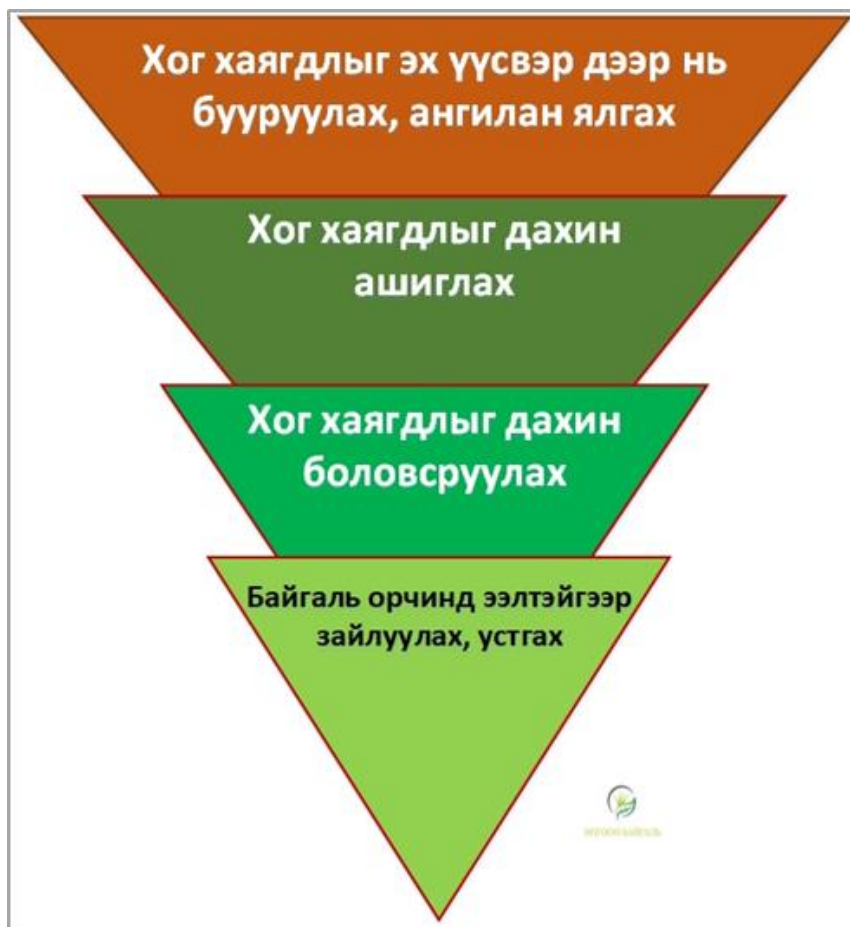 Хог хаягдлыг эх үүсвэр дээр нь
бууруулах, ангилан ялгах
Хог хаягдлыг дахин
ашиглах
Хог хаягдлыг дахин
боловсруулах
Байгаль орчинд ээлтэйгээр
зайлуулах, устгах